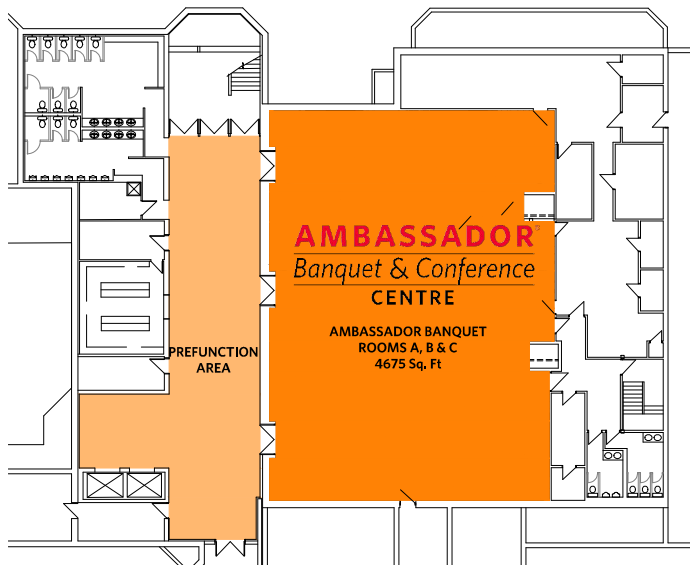 AMBASSADOR
Banquet & Conference
CENTRE
AMBASSADOR BANQUET
ROOMS A, B & C
4675 Sq. Ft
PREFUNCTION
AREA